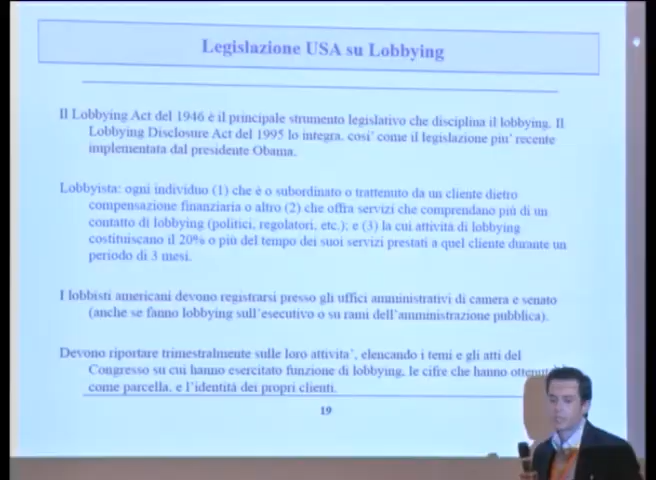 Legislazione USA su Lobbying
Il Lobbying Act del 1946 è il principale strumento legislativo che disciplina il lobbying. Il
Lobbying Disclosure Act del 1995 lo integra, cosi' come il legislazione piu' recente
implementata dal presidente Obama.
Lobbyista: ogni individuo (1) che è o subordinato o trattenuto da un cliente dietro
compensazione finanziaria o altro (2) che offra servizi che comprendano più di un
contatto di lobbying (politici, regolatori, etc.); e (3) la cui attività di lobbying
costituiscano il 20% o più del tempo dei suoi servizi prestati a quel cliente durante un
periodo di 3 mesi.
I lobbisti americani devono registrarsi presso gli uffici amministrativi di camera e senato
(anche se fanno lobbying sull'esecutivo o su rami dell'amministrazione pubblica).
Devono riportare trimestralmente sulle loro attivita', elencando i temi e gli atti del
Congresso su cui hanno esercitato funzione di lobbying, le cifre che hanno
come parcella, e l'identità dei propri clienti.
19